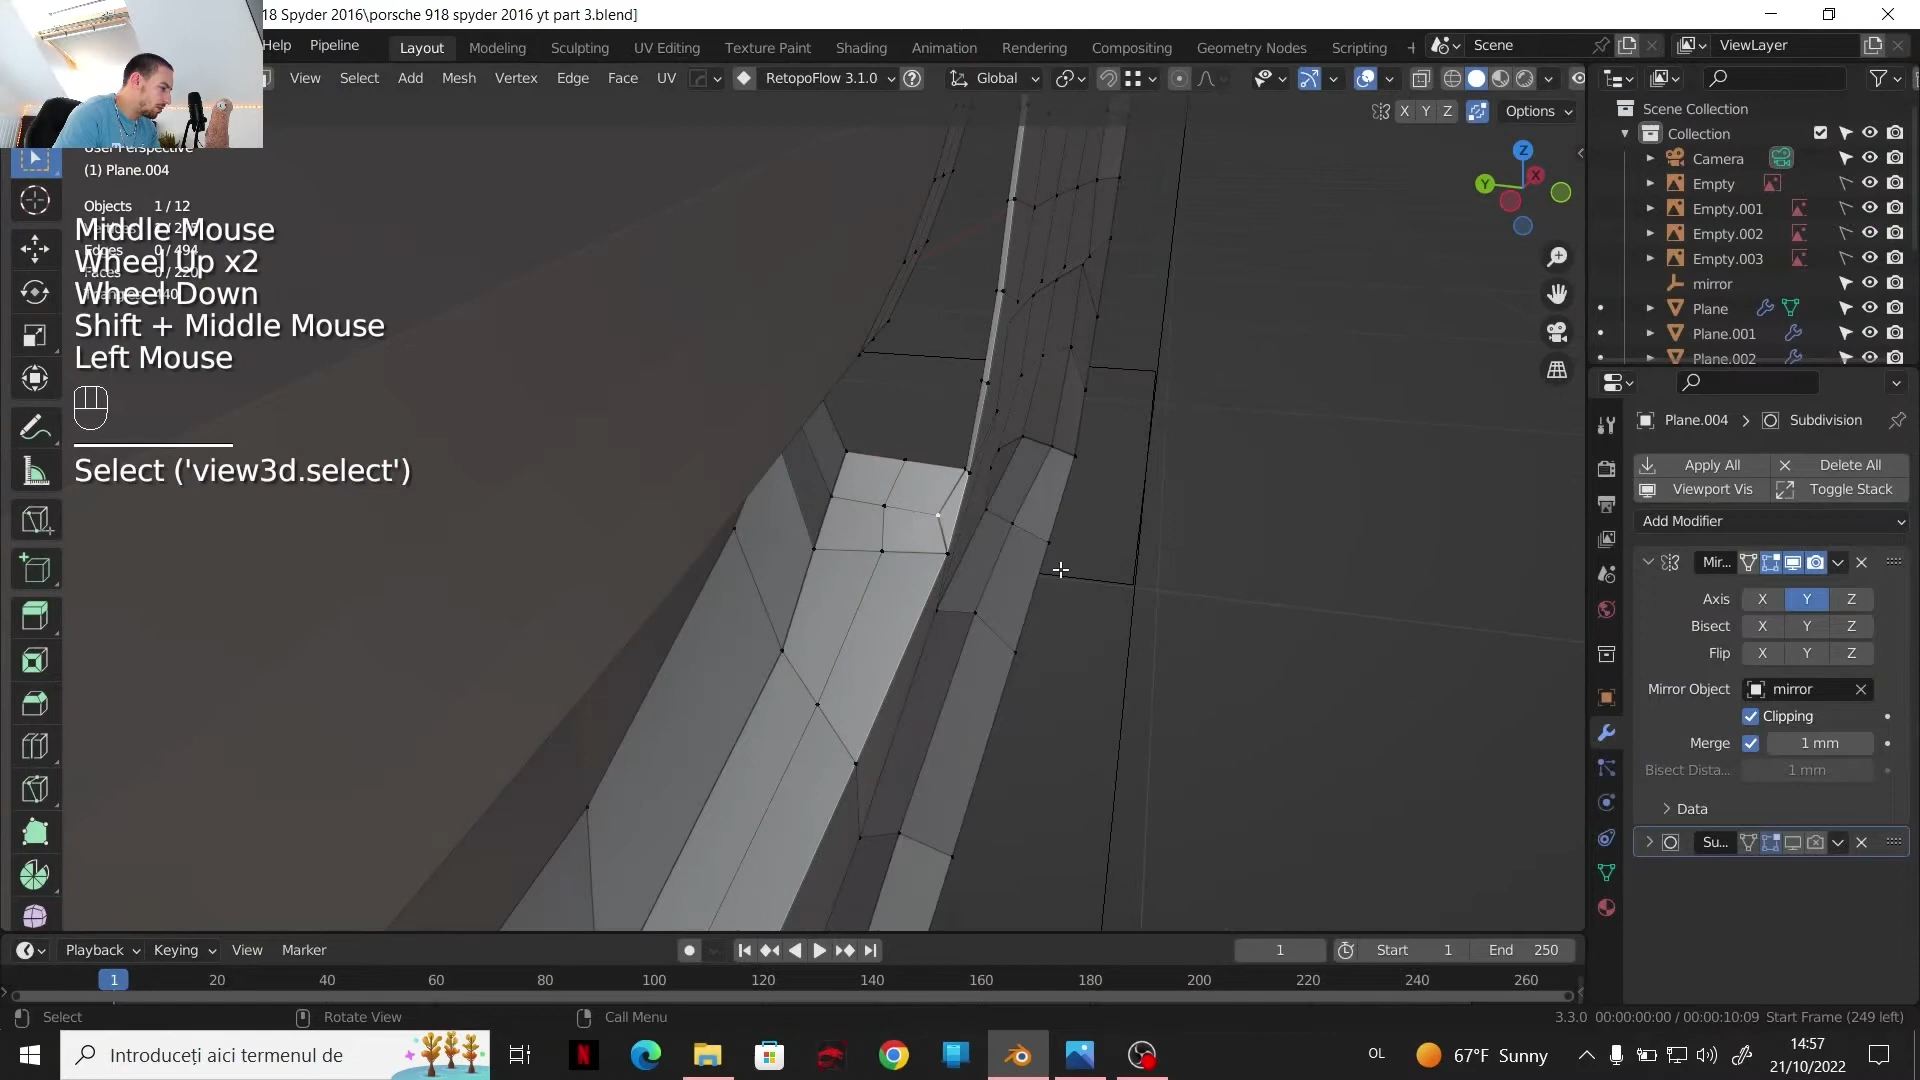 18 Spyder 2016\porsche 918 spyder 2016 yt part 3.blend]
Help
Pipeline
Layout
Modeling
Sculpting
UV Editing
Texture Paint
Shading
Animation
Rendering
Compositing
Geometry Nodes
Scripting
Scene
ViewLayer
View
Select
Add
Mesh
Vertex
Edge
Face
UV
RetopoFlow 3.1.0
Global
X
Y
Z
Options
(1) Plane.004
Objects 1 / 12
Middle Mouse
Edges 0 / 494
Wheel Up x2
Faces 0 / 220
Wheel Down
Shift + Middle Mouse
Left Mouse
Select ('view3d.select')
Z
X
Y
Scene Collection
Collection
Camera
Empty
Empty.001
Empty.002
Empty.003
mirror
Plane
Plane.001
Plane.002
Plane.004 > Subdivision
Apply All
Delete All
Viewport Vis
Toggle Stack
Add Modifier
Mir...
Axis X Y Z
Bisect X Y Z
Flip X Y Z
Mirror Object mirror
Clipping
Merge 1 mm
Bisect Dista... 1 mm
Data
Su...
Playback
Keying
View
Marker
1
Start 1
End 250
1 20 40 60 80 100 120 140 160 180 200 220 240 260
Select
Rotate View
Call Menu
3.3.0 00:00:00:00 / 00:00:10:09 Start Frame (249 left)
Introduceți aici termenul de
OL
67°F Sunny
14:57
21/10/2022